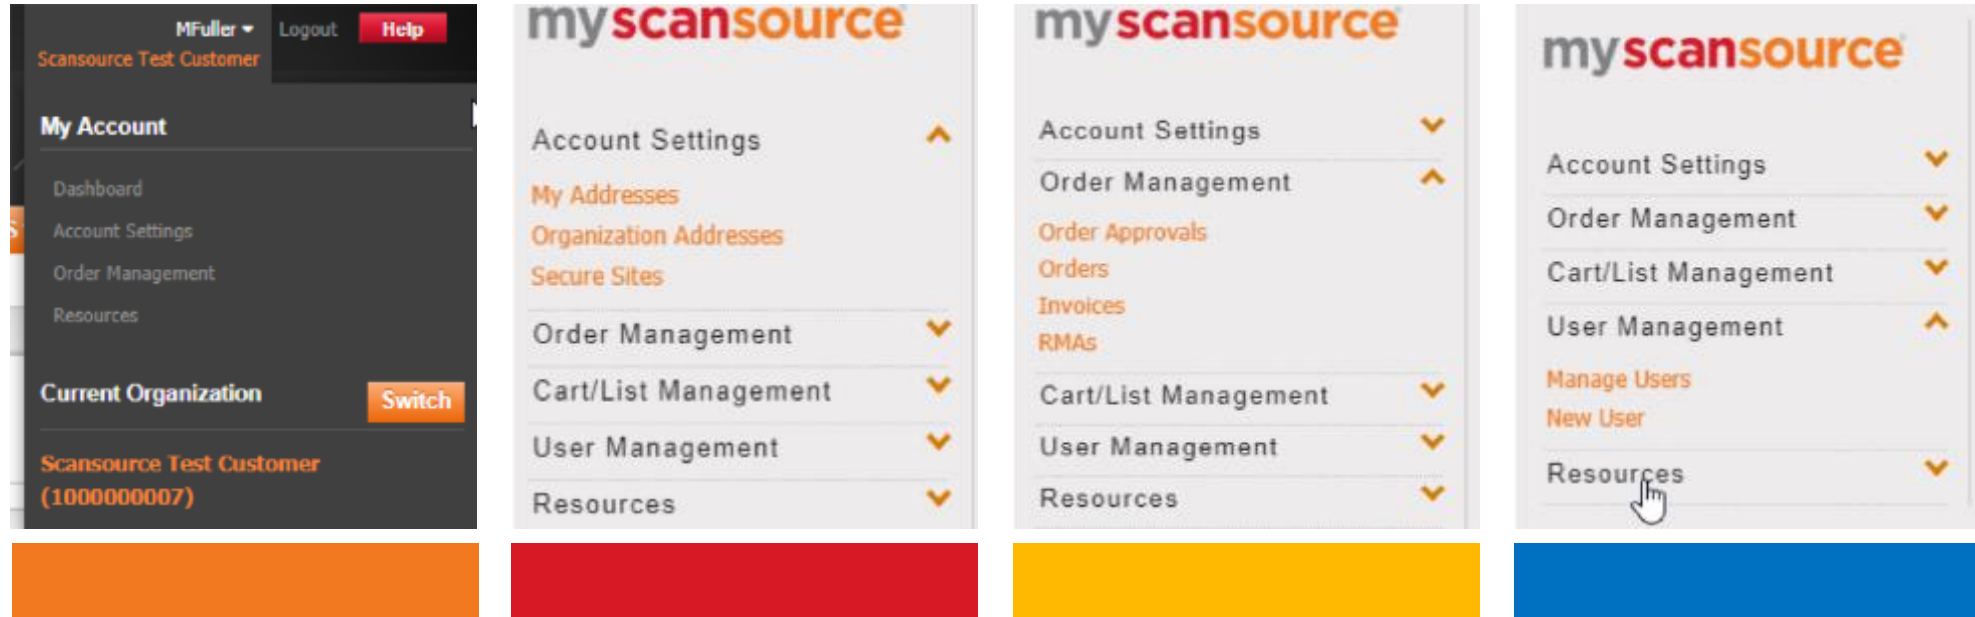 MFuller Logout Help
Scansource Test Customer
My Account
Dashboard
Account Settings
Order Management
Resources
Current Organization Switch
Scansource Test Customer
(1000000007)
myscansource
Account Settings
My Addresses
Organization Addresses
Secure Sites
Order Management
Cart/List Management
User Management
Resources
myscansource
Account Settings
Order Management
Order Approvals
Orders
Invoices
RMAs
Cart/List Management
User Management
Resources
myscansource
Account Settings
Order Management
Cart/List Management
User Management
Manage Users
New User
Resources